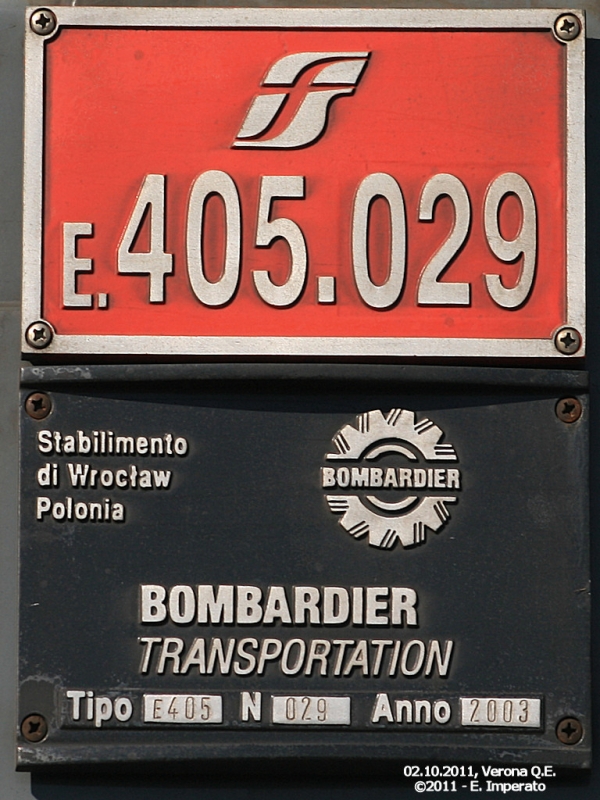 E.405.029
Stabilimento
di Wrocław
Polonia
BOMBARDIER
BOMBARDIER
TRANSPORTATION
Tipo E405 N 029 Anno 2003
02.10.2011, Verona Q.E.
©2011 - E. Imperato